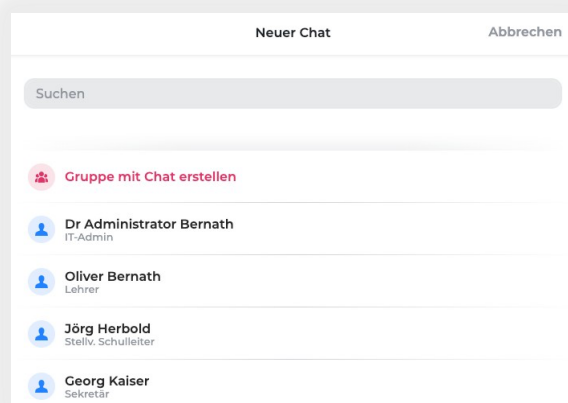 Neuer Chat
Abbrechen
Suchen
Gruppe mit Chat erstellen
Dr Administrator Bernath
IT-Admin
Oliver Bernath
Lehrer
Jörg Herbold
Stellv. Schulleiter
Georg Kaiser
Sekretär